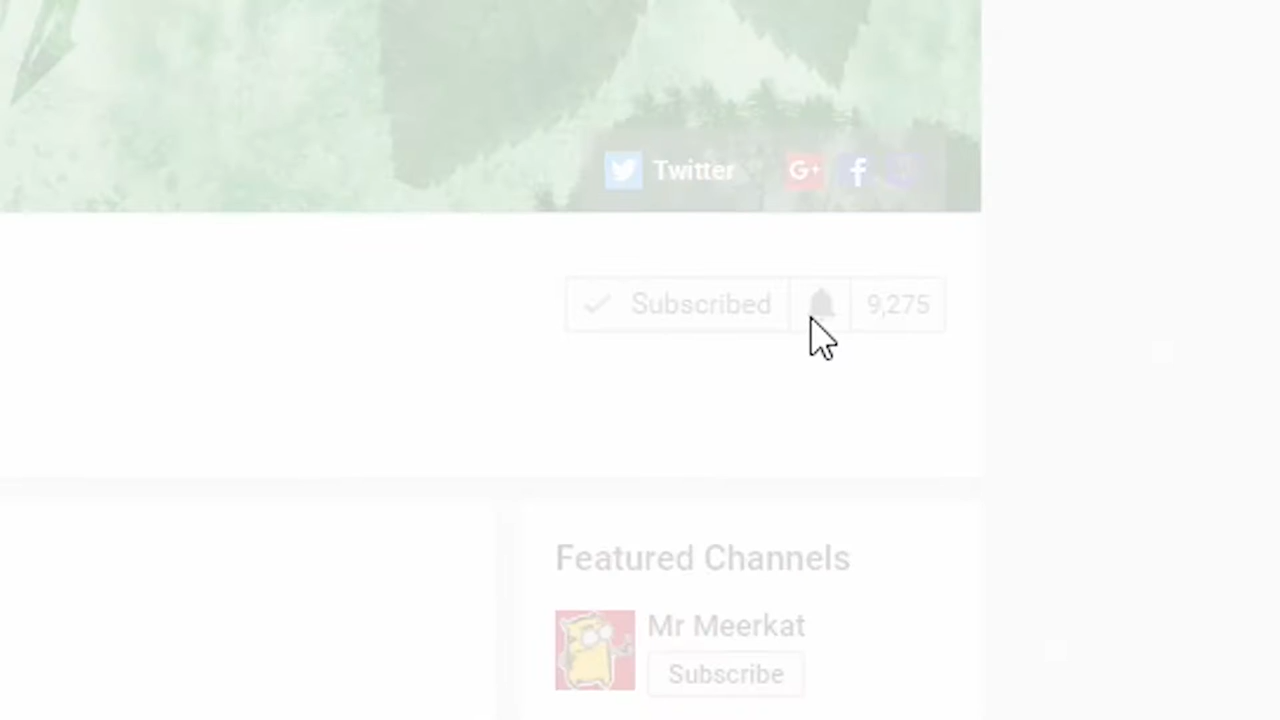 Twitter
G+ f
Subscribed 9,275
Featured Channels
Mr Meerkat
Subscribe